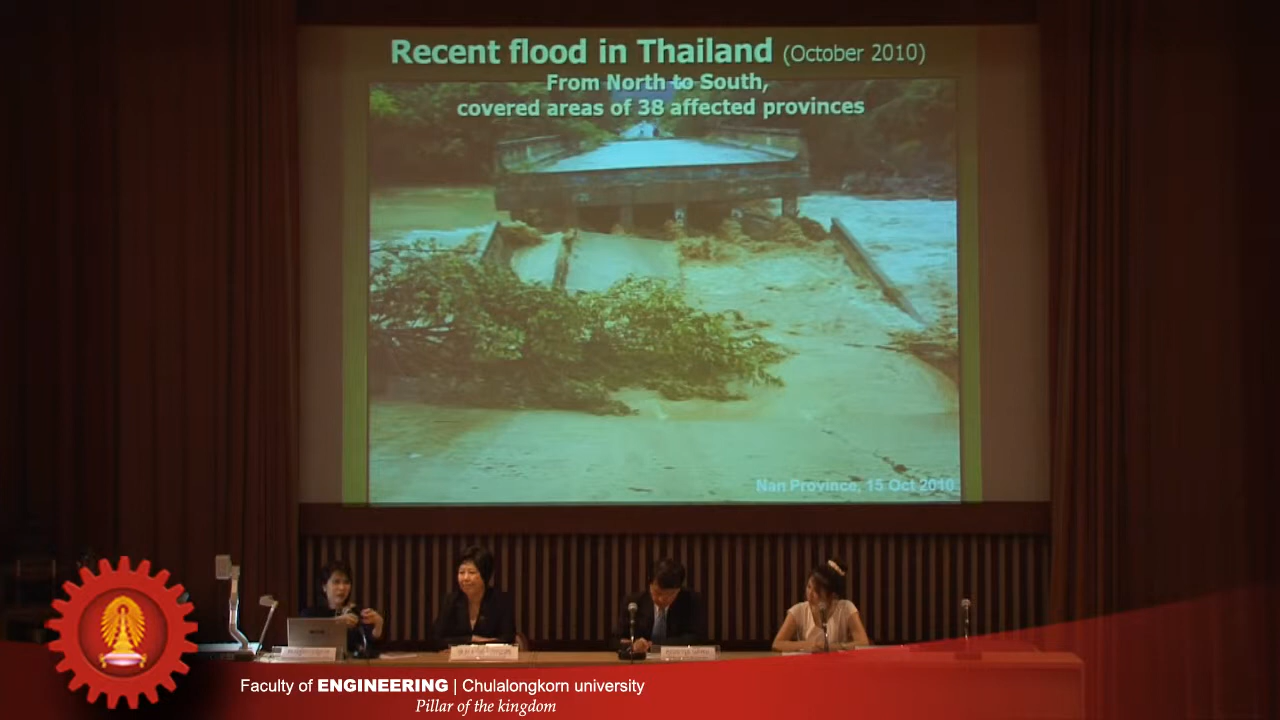 Recent flood in Thailand (October 2010)
From North to South,
covered areas of 38 affected provinces
Nan Province, 15 Oct 2010
Faculty of ENGINEERING | Chulalongkorn university
Pillar of the kingdom